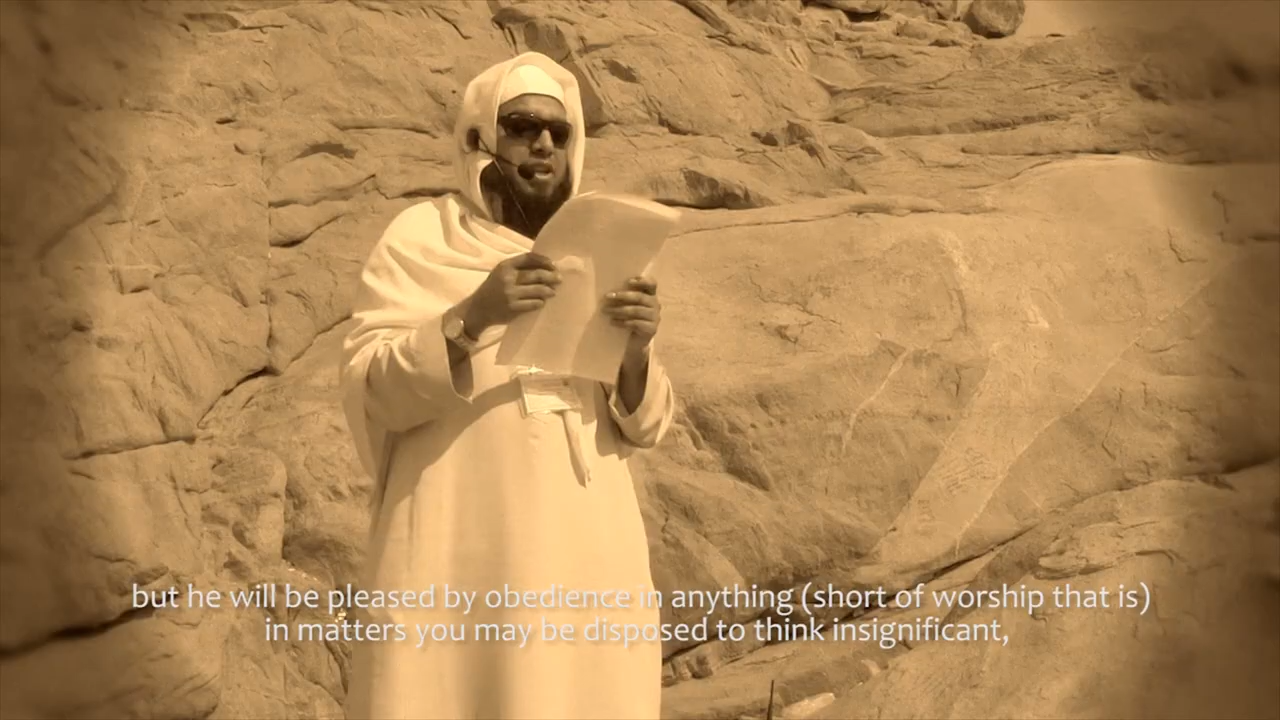 but he will be pleased by obedience in anything (short of worship that is)
in matters you may be disposed to think insignificant,